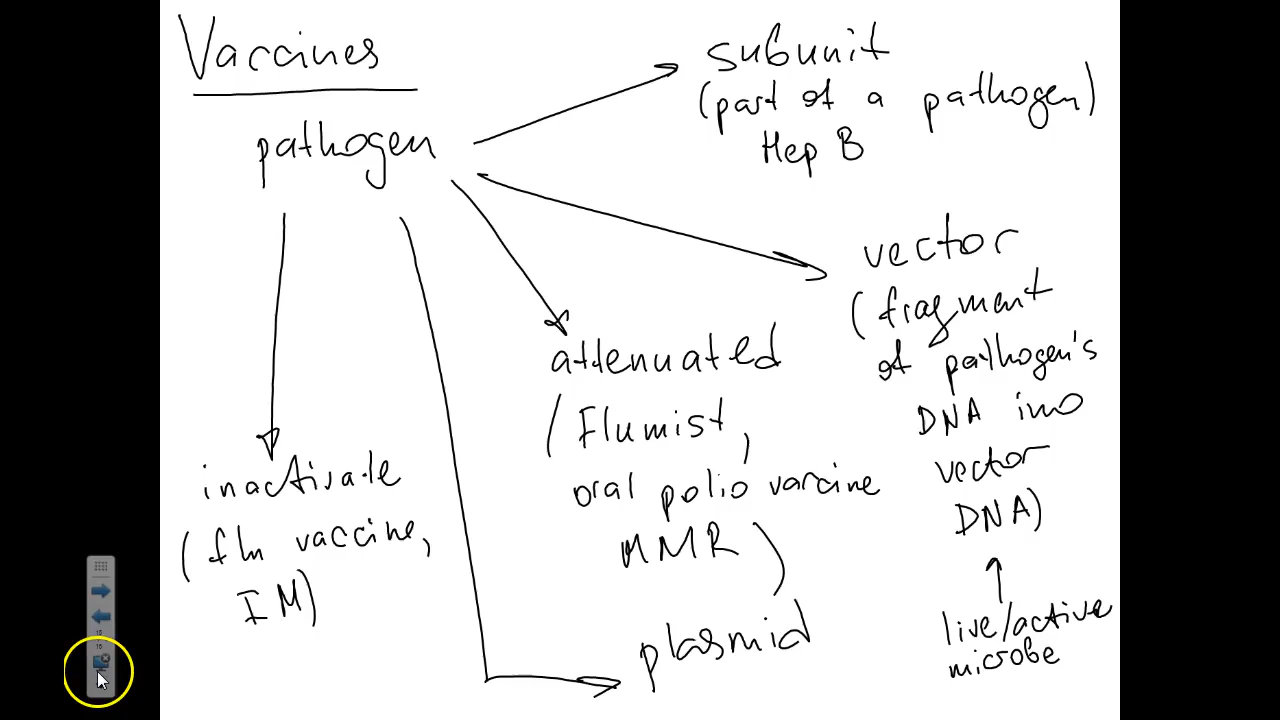 Vaccines
pathogen
subunit
(part of a pathogen)
Hep B
vector
(fragment
of pathogen's
DNA into
vector
DNA)
live/active
microbe
attenuated
(Flumist,
oral polio vaccine
MMR)
inactivate
(flu vaccine,
IM)
plasmid